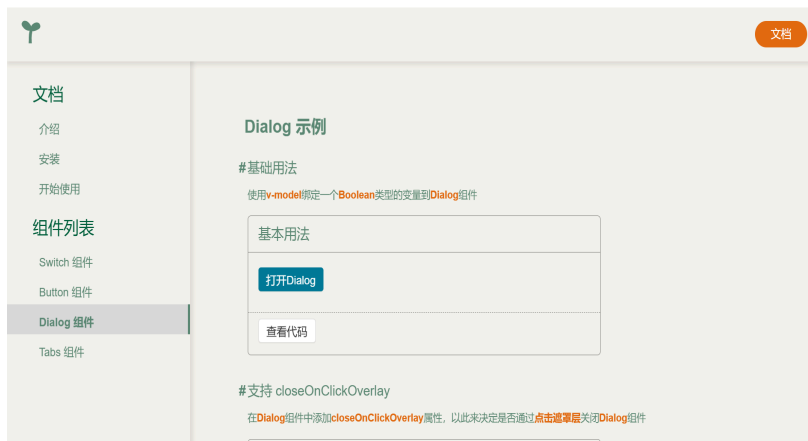 文档
文档
介绍
安装
开始使用
组件列表
Switch 组件
Button 组件
Dialog 组件
Tabs 组件
Dialog 示例
#基础用法
使用v-model绑定一个Boolean类型的变量到Dialog组件
基本用法
打开Dialog
查看代码
#支持 closeOnClickOverlay
在Dialog组件中添加closeOnClickOverlay属性，以此来决定是否通过点击遮罩层关闭Dialog组件